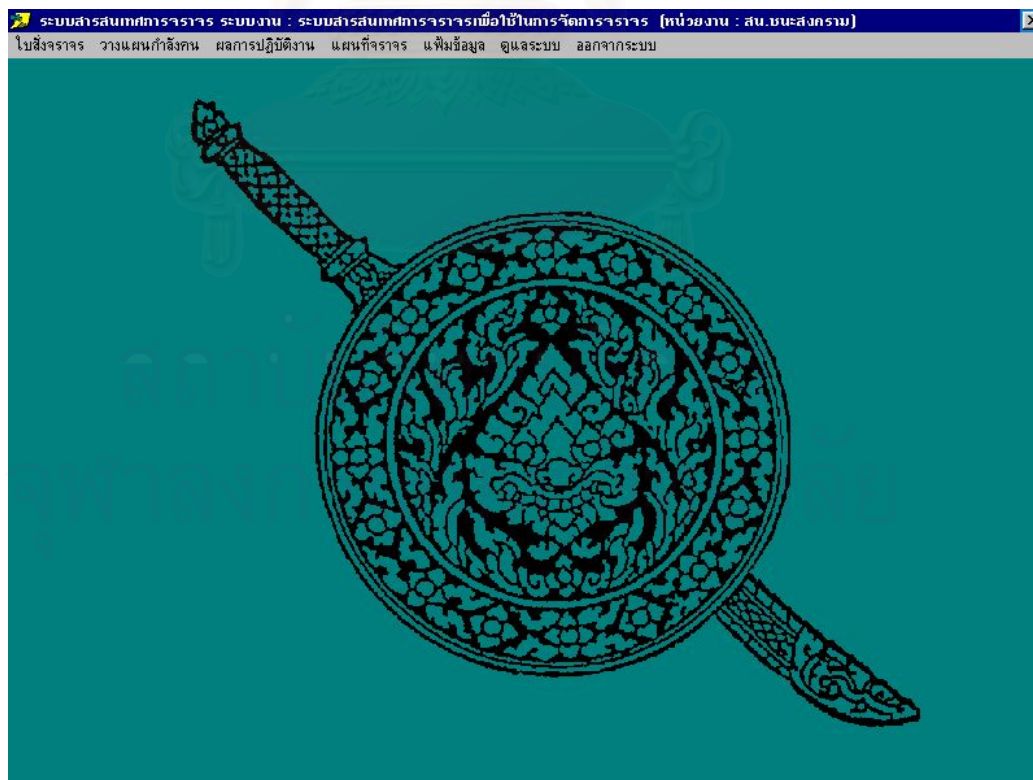 ระบบสารสนเทศการจราจร ระบบงาน : ระบบสารสนเทศการจราจรเพื่อใช้ในการจัดการจราจร (หน่วยงาน : สน.ชนะสงคราม)
ใบสั่งจราจร วางแผนกำลังคน ผลการปฏิบัติงาน แผนที่จราจร แฟ้มข้อมูล ดูแลระบบ ออกจากระบบ